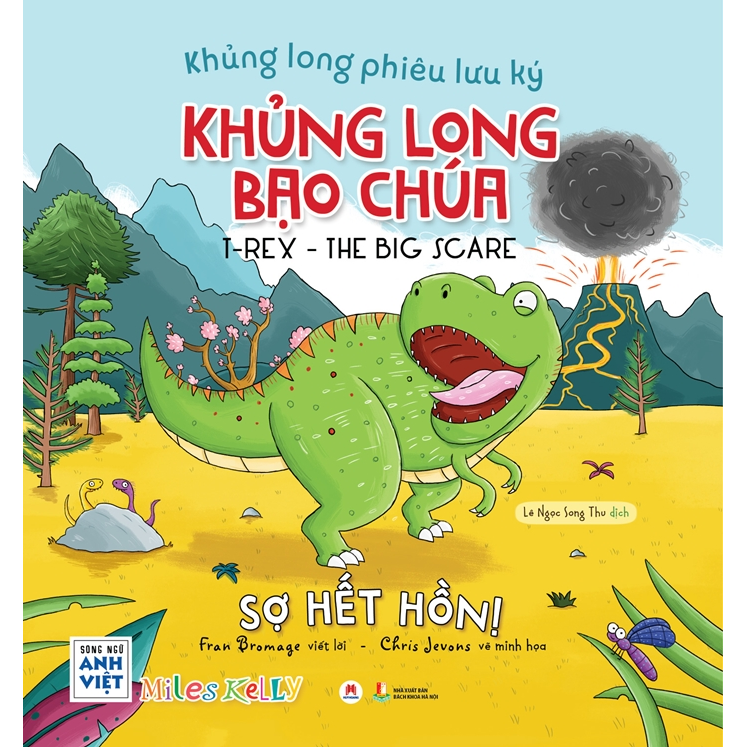 Khủng long phiêu lưu ký
KHỦNG LONG
BẠO CHÚA
T-REX - THE BIG SCARE
Lê Ngọc Song Thu dịch
SỢ HẾT HỒN!
Fran Bromage viết lời - Chris Jevons vẽ minh họa
SONG NGỮ
ANH
VIỆT
Miles Kelly
NHÀ XUẤT BẢN
BÁCH KHOA HÀ NỘI